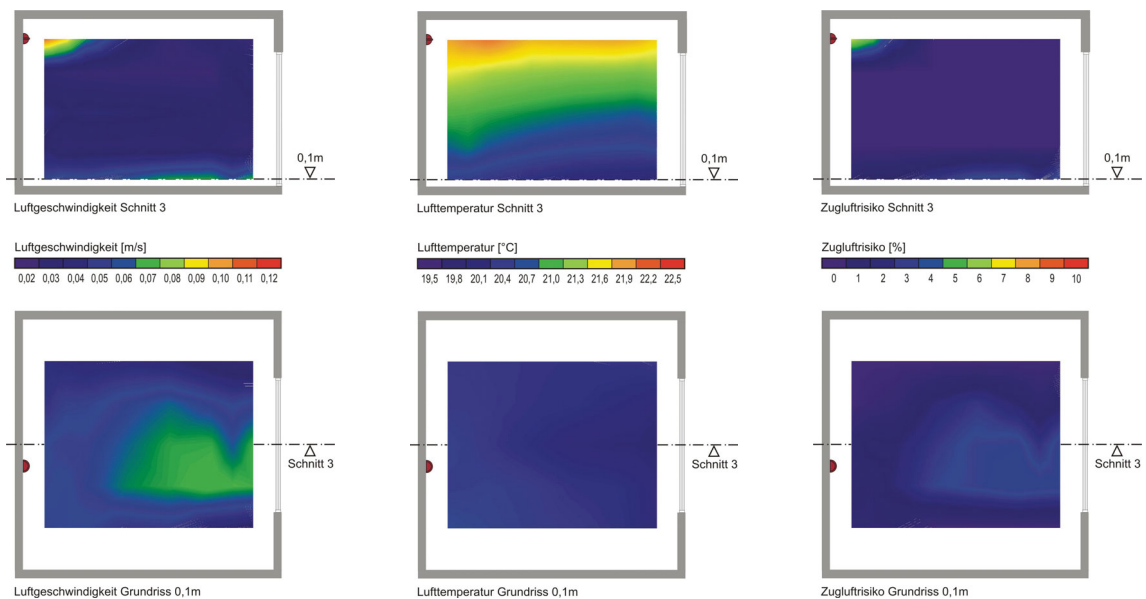 0,1m
0,1m
0,1m
Luftgeschwindigkeit Schnitt 3
Lufttemperatur Schnitt 3
Zugluftrisiko Schnitt 3
Luftgeschwindigkeit [m/s]
Lufttemperatur [°C]
Zugluftrisiko [%]
0,02 0,03 0,04 0,05 0,06 0,07 0,08 0,09 0,10 0,11 0,12
19,5 19,8 20,1 20,4 20,7 21,0 21,3 21,6 21,9 22,2 22,5
0 1 2 3 4 5 6 7 8 9 10
Schnitt 3
Schnitt 3
Schnitt 3
Luftgeschwindigkeit Grundriss 0,1m
Lufttemperatur Grundriss 0,1m
Zugluftrisiko Grundriss 0,1m